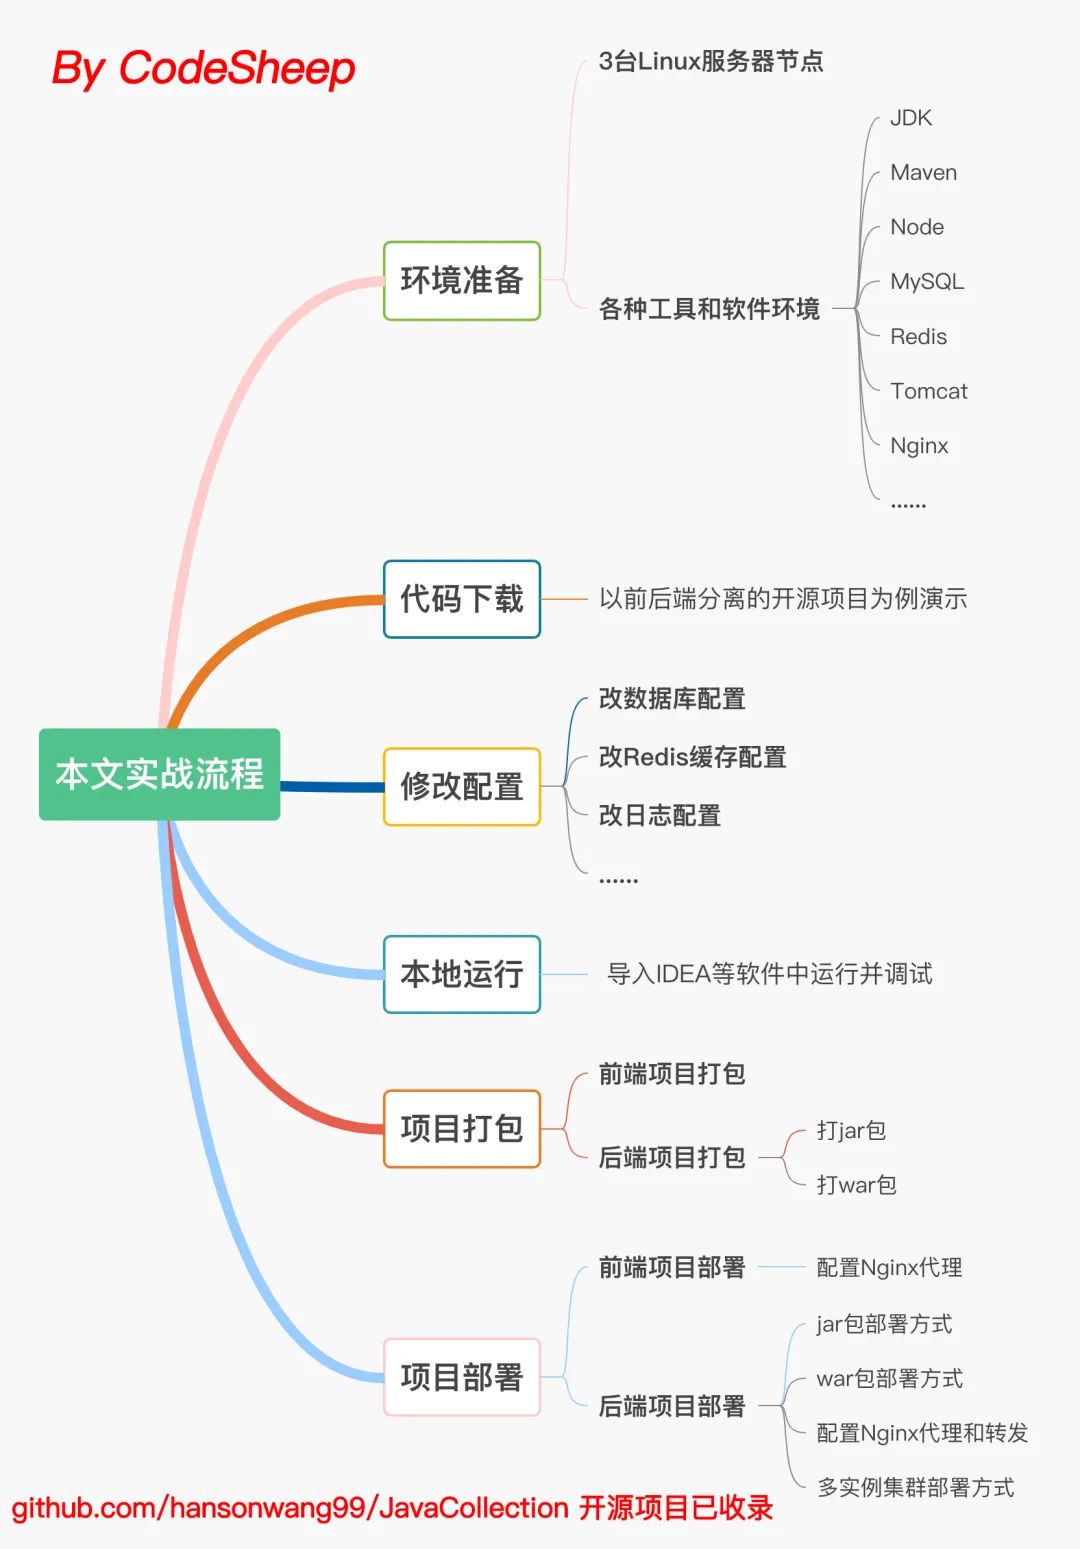 By CodeSheep
3台Linux服务器节点
JDK
Maven
Node
环境准备
各种工具和软件环境
MySQL
Redis
Tomcat
Nginx
......
代码下载
以前后端分离的开源项目为例演示
本文实战流程
修改配置
改数据库配置
改Redis缓存配置
改日志配置
......
本地运行
导入IDEA等软件中运行并调试
项目打包
前端项目打包
后端项目打包
打jar包
打war包
项目部署
前端项目部署
配置Nginx代理
后端项目部署
jar包部署方式
war包部署方式
配置Nginx代理和转发
多实例集群部署方式
github.com/hansonwang99/JavaCollection 开源项目已收录